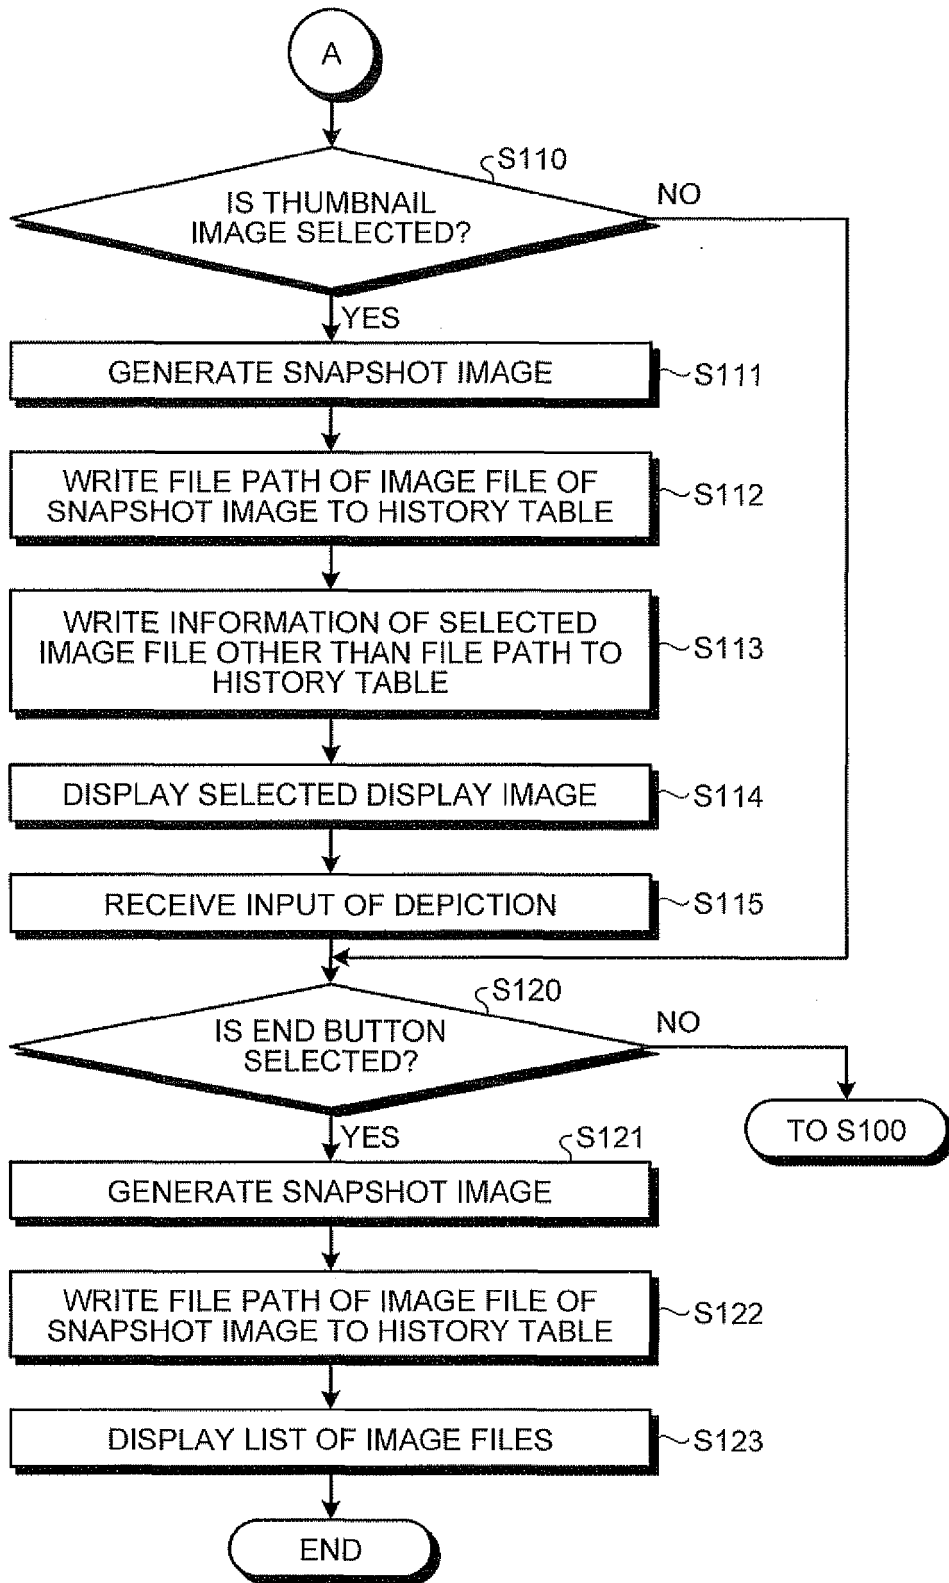 A
S110
IS THUMBNAIL
IMAGE SELECTED?
NO
YES
GENERATE SNAPSHOT IMAGE
S111
WRITE FILE PATH OF IMAGE FILE OF
SNAPSHOT IMAGE TO HISTORY TABLE
S112
WRITE INFORMATION OF SELECTED
IMAGE FILE OTHER THAN FILE PATH TO
HISTORY TABLE
S113
DISPLAY SELECTED DISPLAY IMAGE
S114
RECEIVE INPUT OF DEPICTION
S115
S120
IS END BUTTON
SELECTED?
NO
TO S100
YES
S121
GENERATE SNAPSHOT IMAGE
WRITE FILE PATH OF IMAGE FILE OF
SNAPSHOT IMAGE TO HISTORY TABLE
S122
DISPLAY LIST OF IMAGE FILES
S123
END